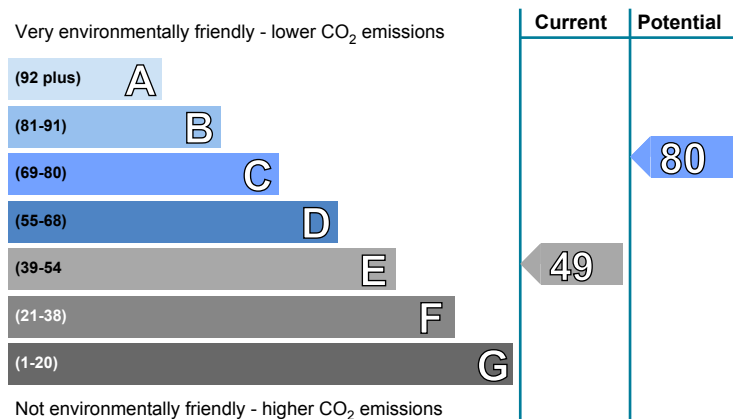 Current Potential
Very environmentally friendly - lower CO₂ emissions
(92 plus) A
(81-91) B
80
(69-80) C
(55-68) D
(39-54 E
49
(21-38) F
(1-20) G
Not environmentally friendly - higher CO₂ emissions